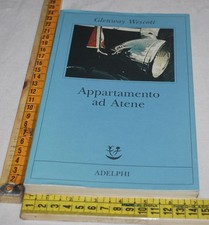 Glenway Wescott
Appartamento
ad Atene
ADELPHI